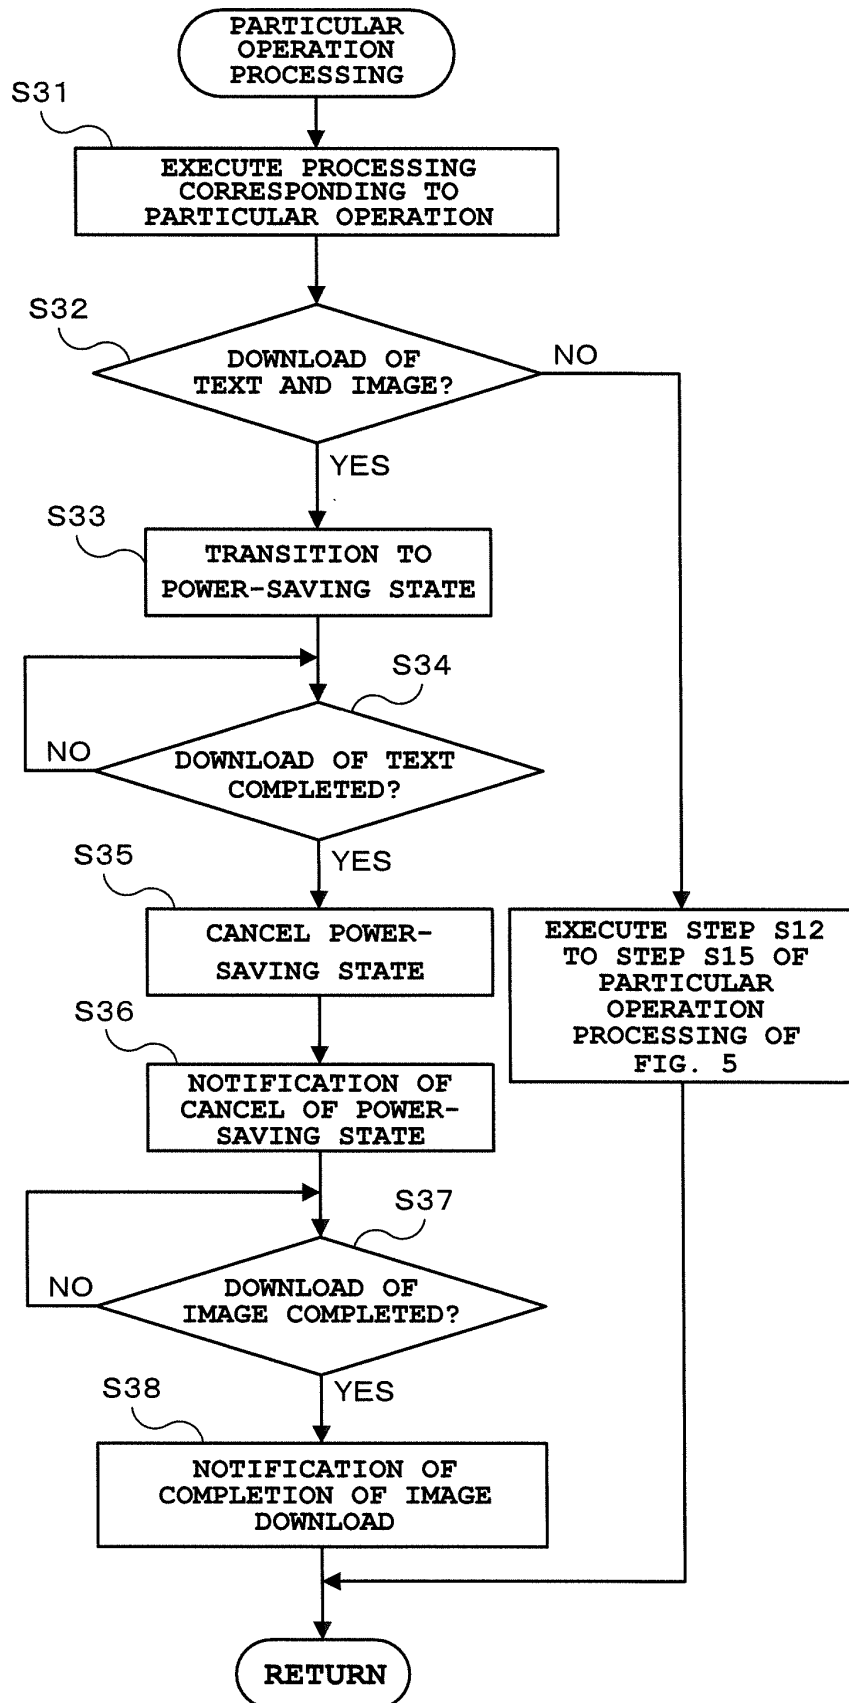 PARTICULAR
OPERATION
PROCESSING
S31
EXECUTE PROCESSING
CORRESPONDING TO
PARTICULAR OPERATION
S32
DOWNLOAD OF
TEXT AND IMAGE?
NO
YES
S33
TRANSITION TO
POWER-SAVING STATE
S34
DOWNLOAD OF TEXT
COMPLETED?
NO
YES
S35
CANCEL POWER-
SAVING STATE
EXECUTE STEP S12
TO STEP S15 OF
PARTICULAR
OPERATION
PROCESSING OF
FIG. 5
S36
NOTIFICATION OF
CANCEL OF POWER-
SAVING STATE
S37
DOWNLOAD OF
IMAGE COMPLETED?
NO
YES
S38
NOTIFICATION OF
COMPLETION OF IMAGE
DOWNLOAD
RETURN